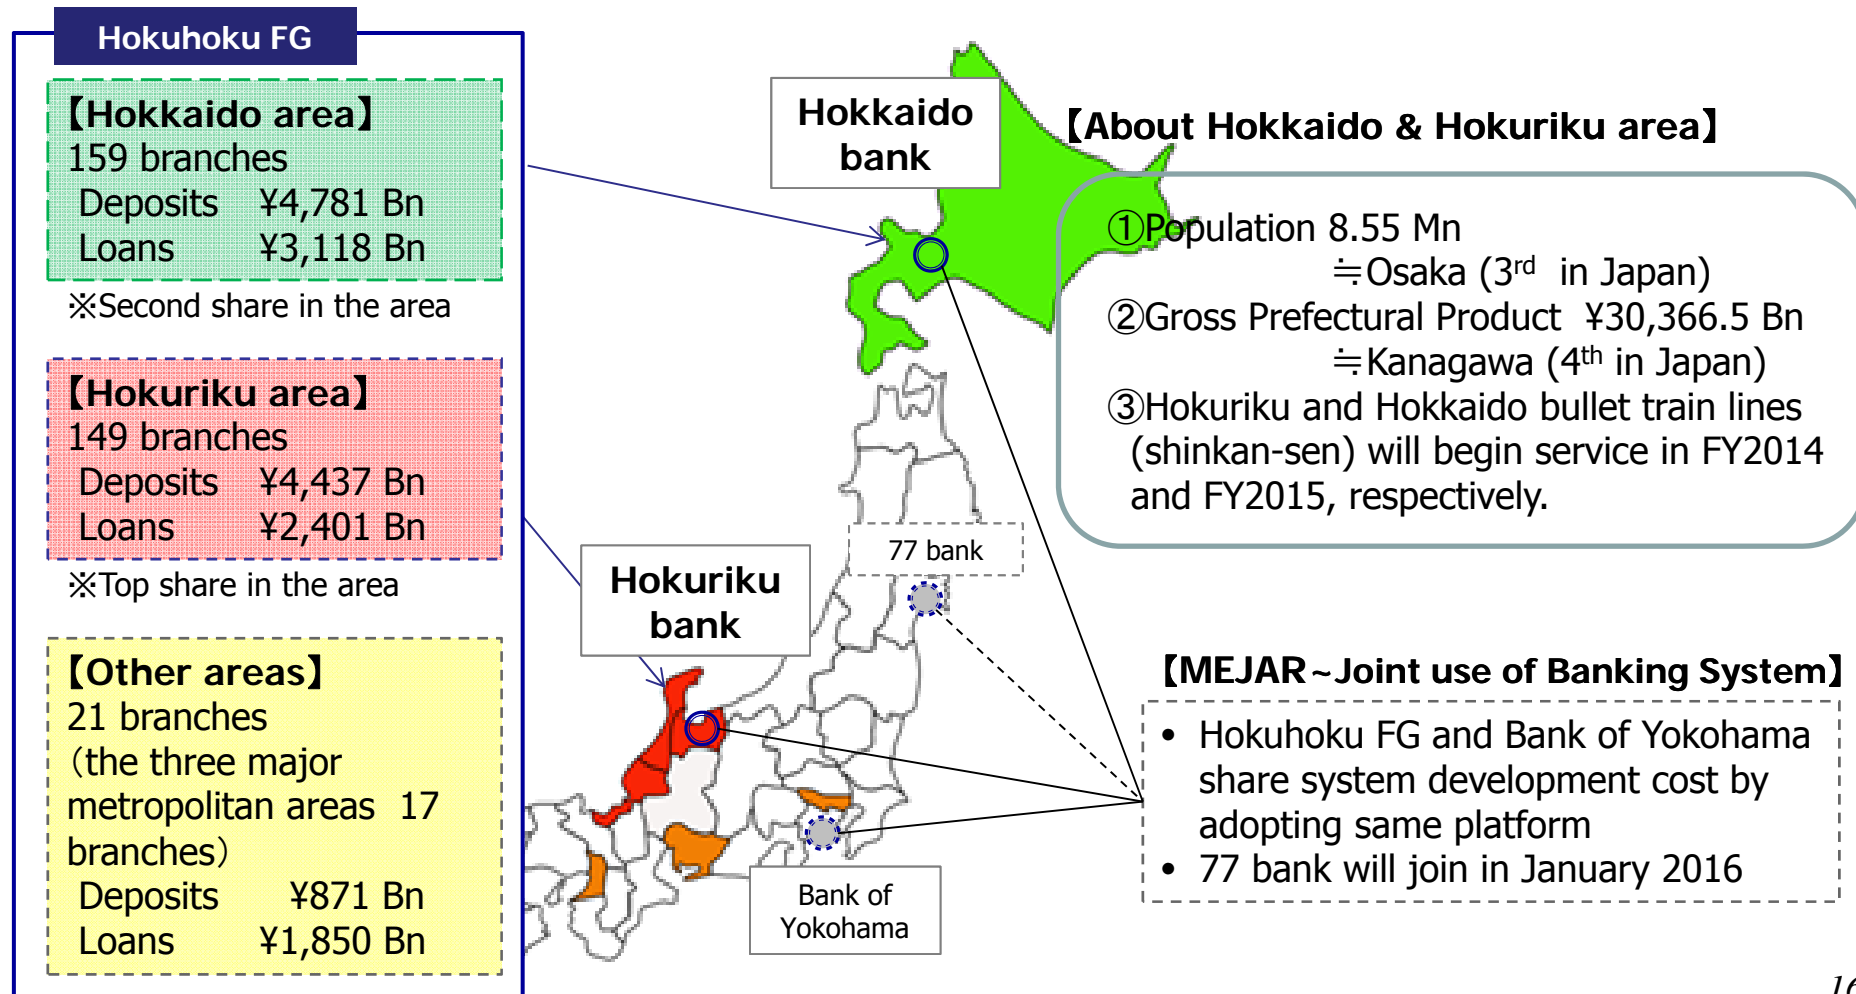 Hokuhoku FG
【Hokkaido area】
159 branches
Deposits ¥4,781 Bn
Loans ¥3,118 Bn
※Second share in the area
【Hokuriku area】
149 branches
Deposits ¥4,437 Bn
Loans ¥2,401 Bn
※Top share in the area
【Other areas】
21 branches
（the three major
metropolitan areas 17
branches）
Deposits ¥871 Bn
Loans ¥1,850 Bn
Hokkaido
bank
Hokuriku
bank
77 bank
Bank of
Yokohama
【About Hokkaido & Hokuriku area】
①Population 8.55 Mn
≒Osaka (3rd in Japan)
②Gross Prefectural Product ¥30,366.5 Bn
≒Kanagawa (4th in Japan)
③Hokuriku and Hokkaido bullet train lines
(shinkan-sen) will begin service in FY2014
and FY2015, respectively.
【MEJAR~Joint use of Banking System】
• Hokuhoku FG and Bank of Yokohama
share system development cost by
adopting same platform
• 77 bank will join in January 2016
16